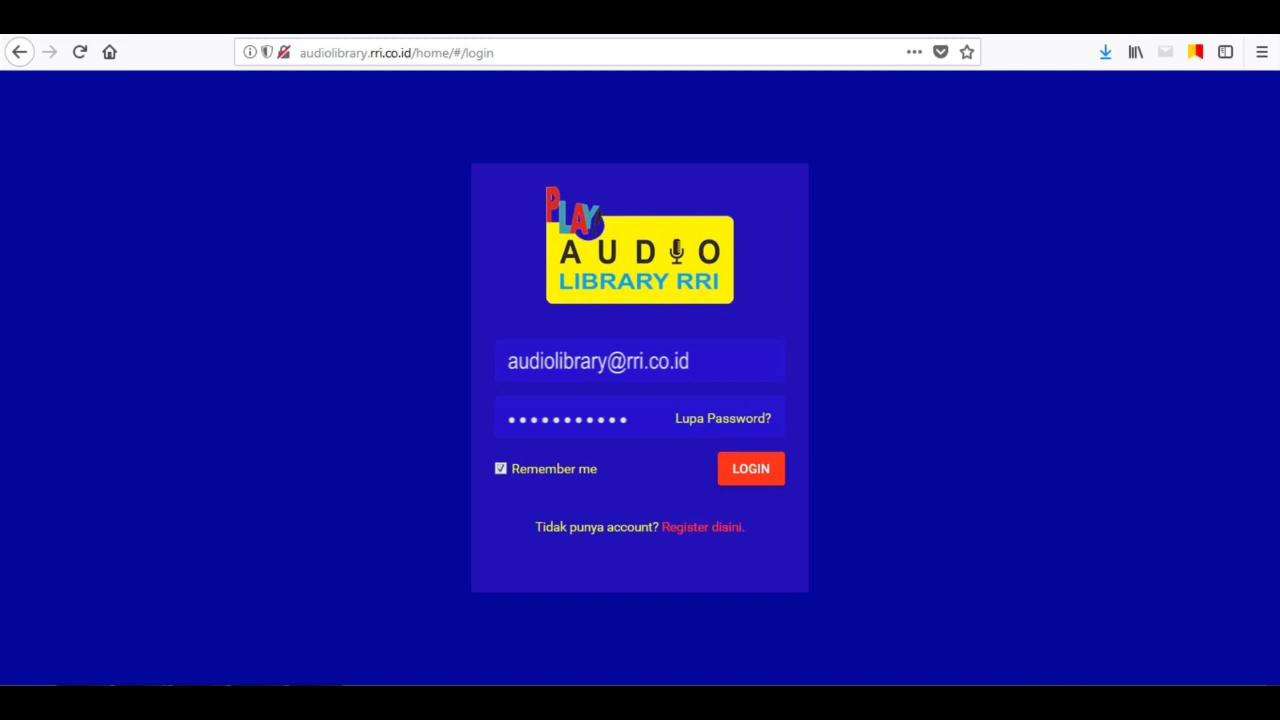 audiolibrary.rri.co.id/home/#/login
PLAY
AUDIO
LIBRARY RRI
audiolibrary@rri.co.id
Lupa Password?
Remember me
LOGIN
Tidak punya account? Register disini.